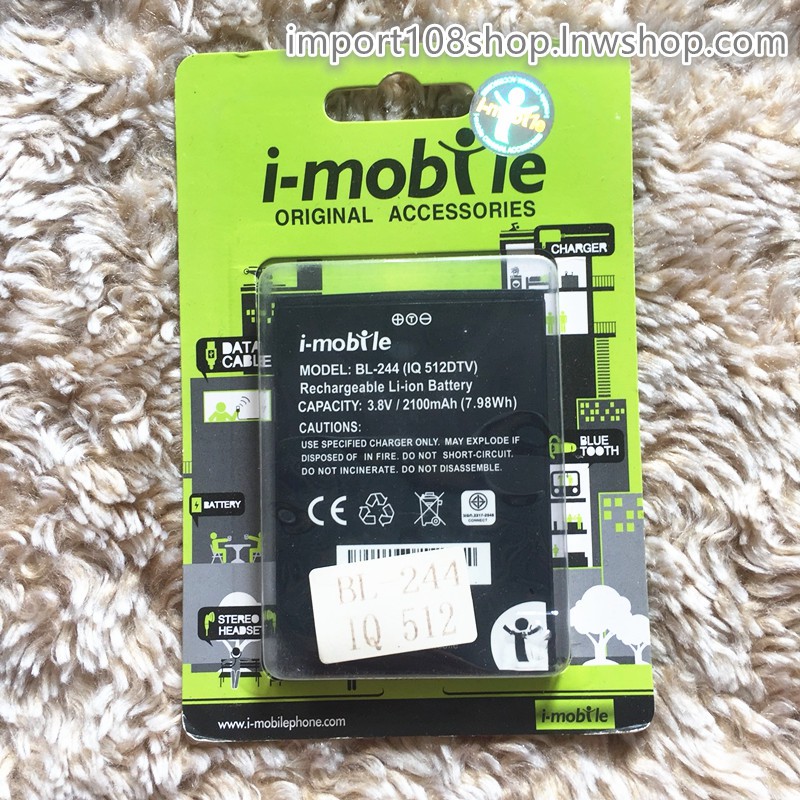 import108shop.lnwshop.com
i-mobile
i-mobile
ORIGINAL ACCESSORIES
CHARGER
DATA
CABLE
BLUE
TOOTH
BATTERY
STEREO
HEADSET
i-mobile
MODEL: BL-244 (IQ 512DTV)
Rechargeable Li-ion Battery
CAPACITY: 3.8V / 2100mAh (7.98Wh)
CAUTIONS:
USE SPECIFIED CHARGER ONLY. MAY EXPLODE IF
DISPOSED OF IN FIRE. DO NOT SHORT-CIRCUIT.
DO NOT INCINERATE. DO NOT DISASSEMBLE.
CE
CONNECT
BL-244
IQ 512
www.i-mobilephone.com
i-mobile